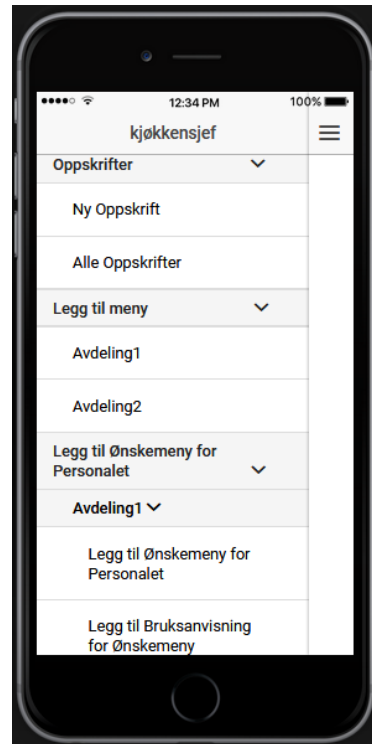 12:34 PM
100%
kjøkkensjef
Oppskrifter
Ny Oppskrift
Alle Oppskrifter
Legg til meny
Avdeling1
Avdeling2
Legg til Ønskemeny for
Personalet
Avdeling1
Legg til Ønskemeny for
Personalet
Legg til Bruksanvisning
for Ønskemeny